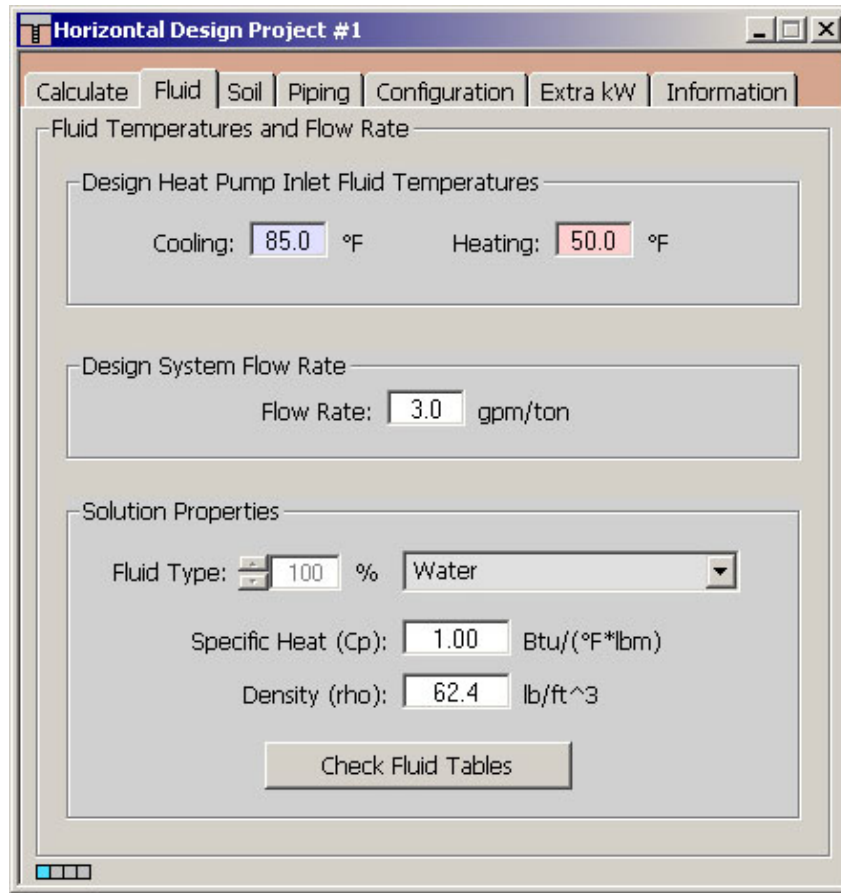 Horizontal Design Project #1
Calculate Fluid Soil Piping Configuration Extra kW Information
Fluid Temperatures and Flow Rate
Design Heat Pump Inlet Fluid Temperatures
Cooling: 85.0 °F Heating: 50.0 °F
Design System Flow Rate
Flow Rate: 3.0 gpm/ton
Solution Properties
Fluid Type: 100 % Water
Specific Heat (Cp): 1.00 Btu/(°F*lbm)
Density (rho): 62.4 lb/ft^3
Check Fluid Tables